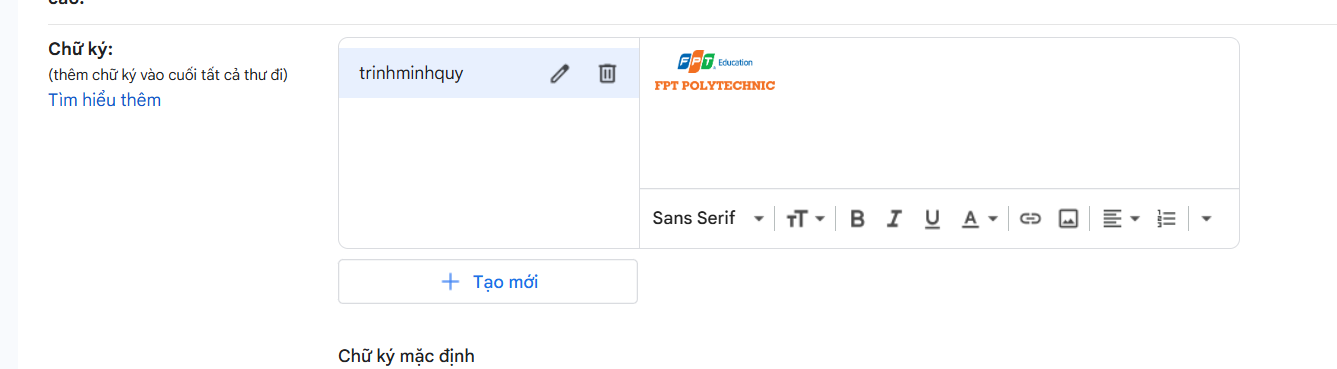 Chữ ký:
(thêm chữ ký vào cuối tất cả thư đi)
Tìm hiểu thêm
trinhminhquy
FPT Education
FPT POLYTECHNIC
Sans Serif
Tạo mới
Chữ ký mặc định